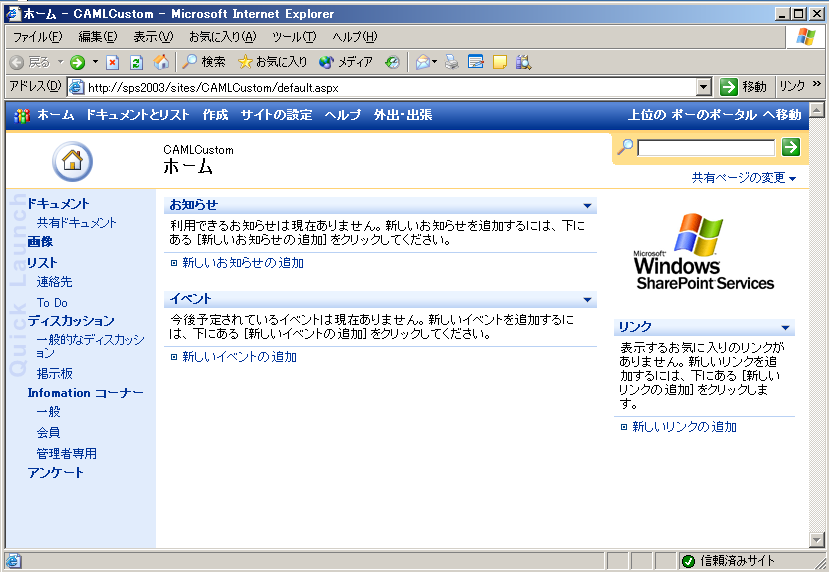 ホーム - CAMLCustom - Microsoft Internet Explorer
ファイル(F) 編集(E) 表示(V) お気に入り(A) ツール(T) ヘルプ(H)
戻る 検索 お気に入り メディア
アドレス(D) http://sps2003/sites/CAMLCustom/default.aspx 移動 リンク »
ホーム ドキュメントとリスト 作成 サイトの設定 ヘルプ 外出・出張 上位の ポーのポータル へ移動
CAMLCustom
ホーム
共有ページの変更
Quick Launch
ドキュメント
共有ドキュメント
画像
リスト
連絡先
To Do
ディスカッション
一般的なディスカッシ
ョン
掲示板
Infomation コーナー
一般
会員
管理者専用
アンケート
お知らせ
利用できるお知らせは現在ありません。新しいお知らせを追加するには、下に
ある [新しいお知らせの追加] をクリックしてください。
新しいお知らせの追加
イベント
今後予定されているイベントは現在ありません。新しいイベントを追加するに
は、下にある [新しいイベントの追加] をクリックしてください。
新しいイベントの追加
Microsoft
Windows
SharePoint Services
リンク
表示するお気に入りのリンクが
ありません。新しいリンクを追
加するには、下にある [新しい
リンクの追加] をクリックしま
す。
新しいリンクの追加
信頼済みサイト